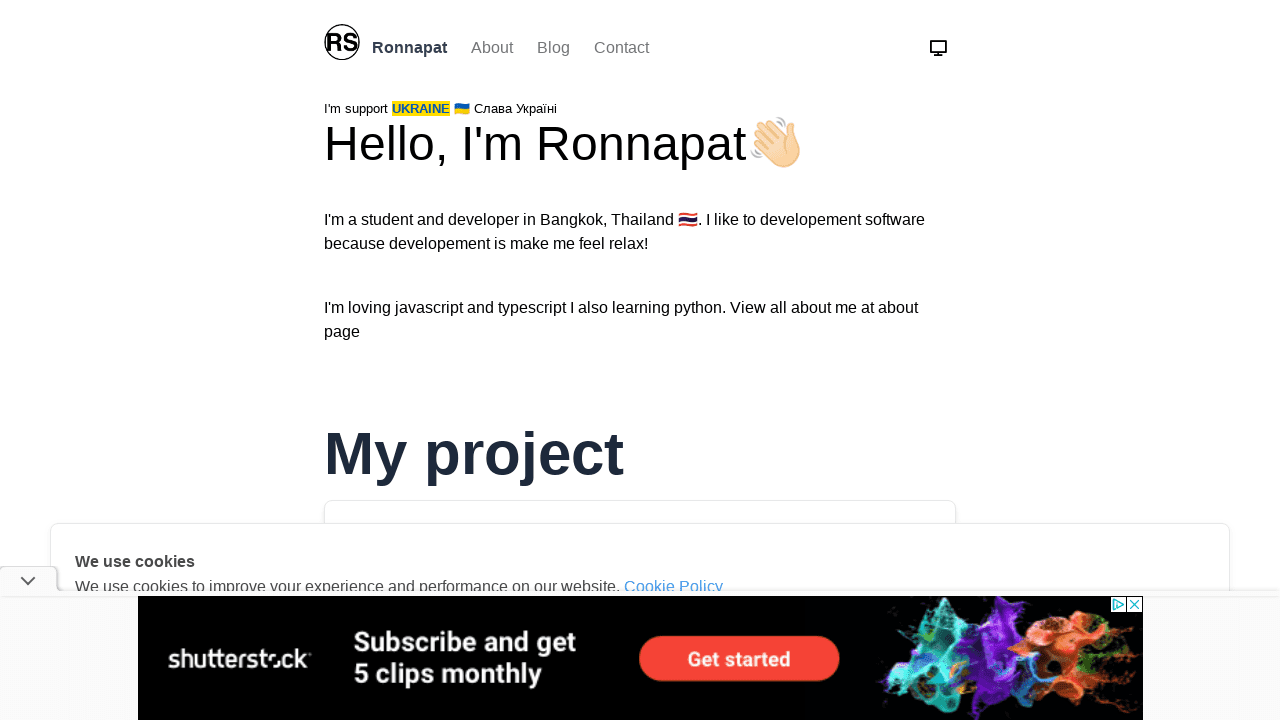 RS Ronnapat About Blog Contact
I'm support UKRAINE 🇺🇦 Слава Україні
Hello, I'm Ronnapat👋🏻
I'm a student and developer in Bangkok, Thailand 🇹🇭. I like to developement software
because developement is make me feel relax!
I'm loving javascript and typescript I also learning python. View all about me at about
page
My project
We use cookies
We use cookies to improve your experience and performance on our website. Cookie Policy
shutterstock
Subscribe and get
5 clips monthly
Get started